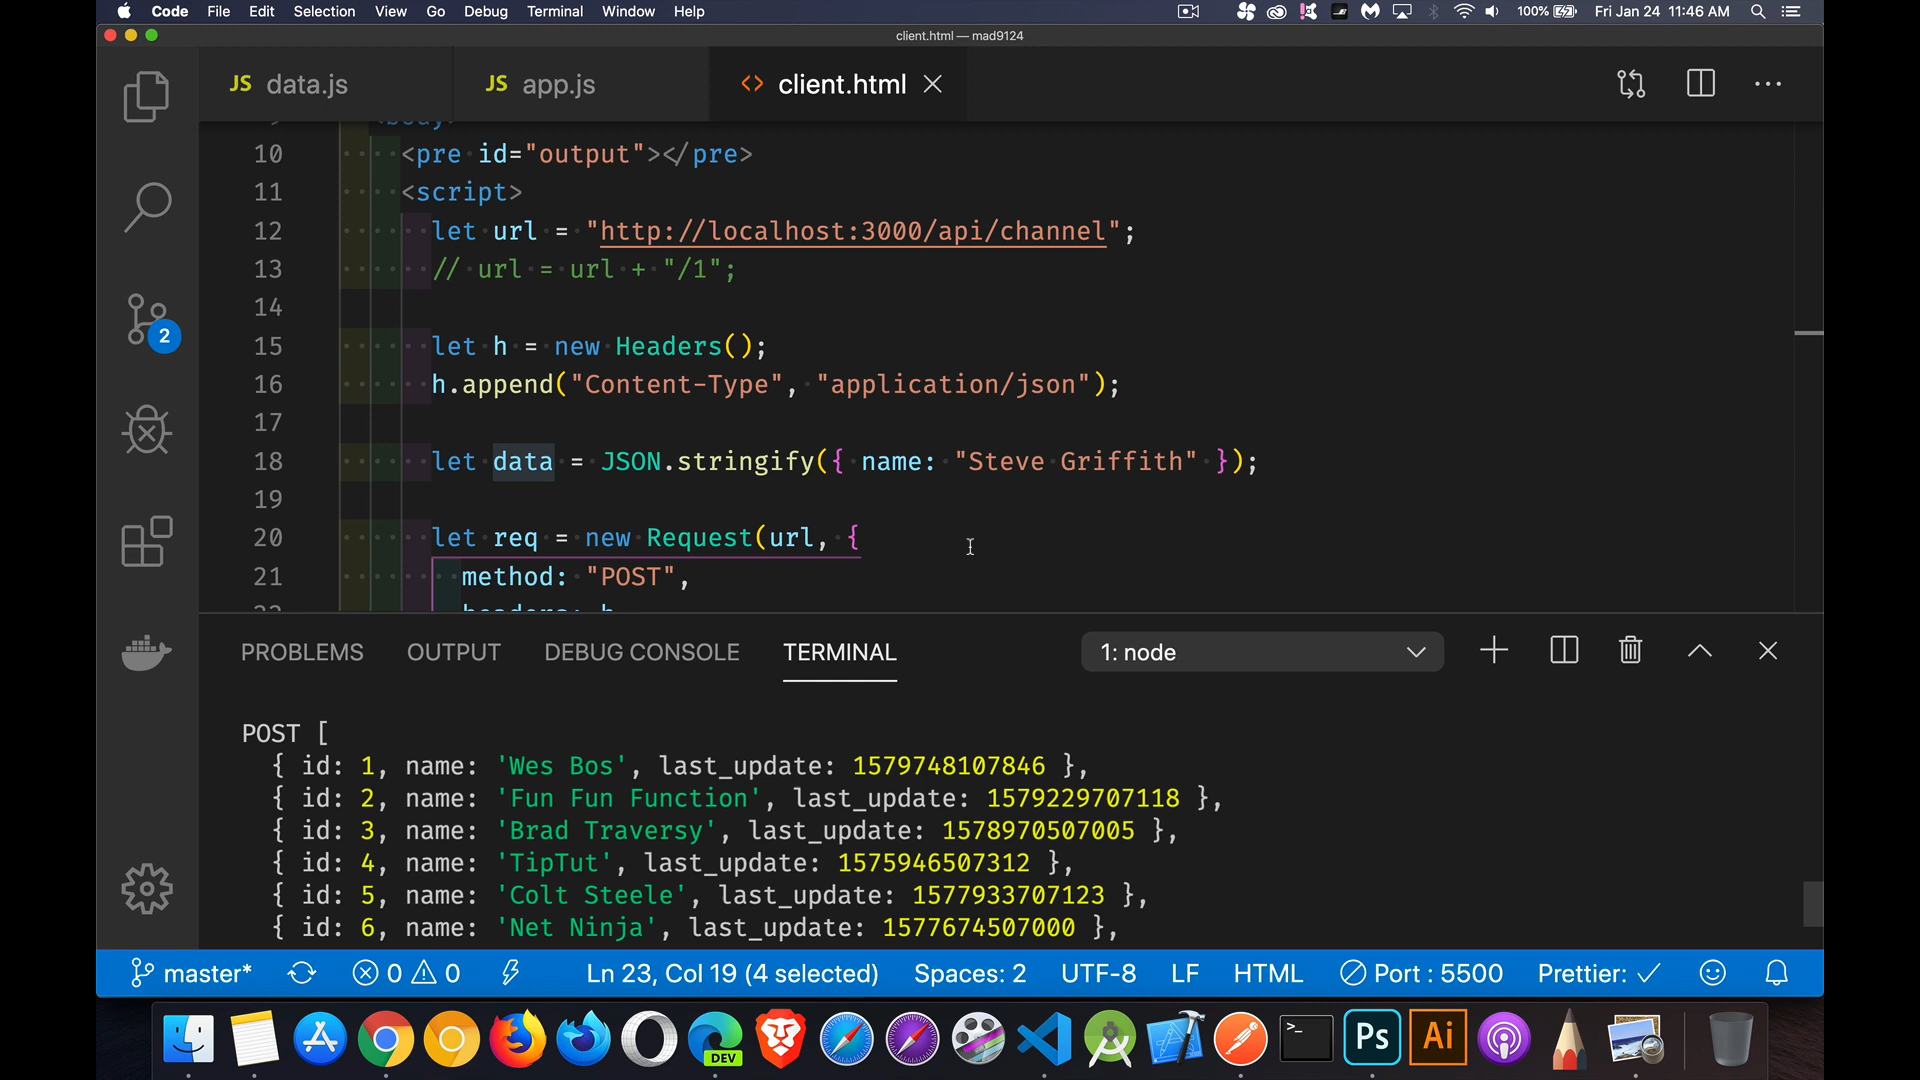 Code File Edit Selection View Go Debug Terminal Window Help 100% Fri Jan 24 11:46 AM
client.html — mad9124
JS data.js JS app.js <> client.html
9 <body>
10 <pre id="output"></pre>
11 <script>
12 let url = "http://localhost:3000/api/channel";
13 // url = url + "/1";
14
15 let h = new Headers();
16 h.append("Content-Type", "application/json");
17
18 let data = JSON.stringify({ name: "Steve Griffith" });
19
20 let req = new Request(url, {
21 method: "POST",
22 headers: h
2
PROBLEMS OUTPUT DEBUG CONSOLE TERMINAL 1: node
POST [
{ id: 1, name: 'Wes Bos', last_update: 1579748107846 },
{ id: 2, name: 'Fun Fun Function', last_update: 1579229707118 },
{ id: 3, name: 'Brad Traversy', last_update: 1578970507005 },
{ id: 4, name: 'TipTut', last_update: 1575946507312 },
{ id: 5, name: 'Colt Steele', last_update: 1577933707123 },
{ id: 6, name: 'Net Ninja', last_update: 1577674507000 },
master* 0 0 Ln 23, Col 19 (4 selected) Spaces: 2 UTF-8 LF HTML Port : 5500 Prettier: ✓
DEV >_ Ps Ai